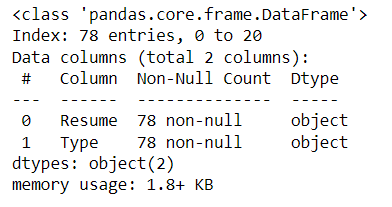 <class 'pandas.core.frame.DataFrame'>
Index: 78 entries, 0 to 20
Data columns (total 2 columns):
 #   Column  Non-Null Count  Dtype
---  ------  --------------  -----
 0   Resume  78 non-null     object
 1   Type    78 non-null     object
dtypes: object(2)
memory usage: 1.8+ KB